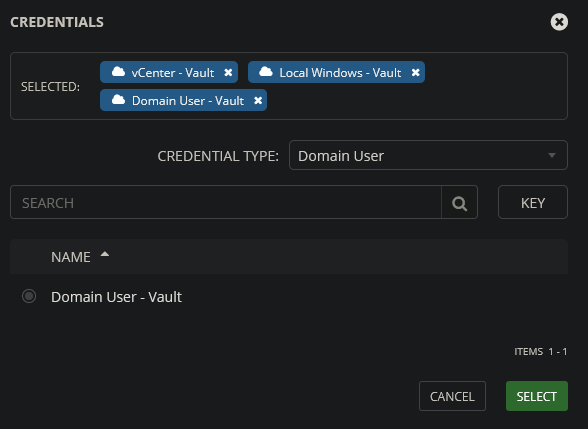 CREDENTIALS
SELECTED:
vCenter - Vault
Local Windows - Vault
Domain User - Vault
CREDENTIAL TYPE:
Domain User
SEARCH
KEY
NAME
Domain User - Vault
ITEMS 1 - 1
CANCEL
SELECT